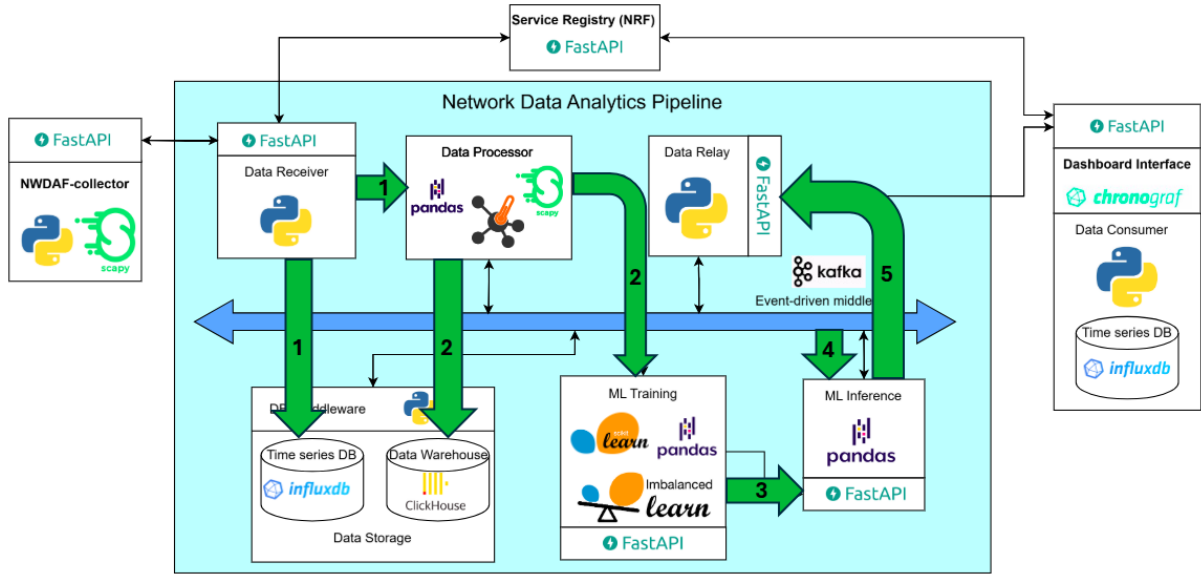 Service Registry (NRF)
FastAPI
Network Data Analytics Pipeline
FastAPI
NWDAF-collector
scapy
FastAPI
Data Receiver
1
Data Processor
pandas
scapy
2
Data Relay
FastAPI
kafka
Event-driven middle
5
FastAPI
Dashboard Interface
chronograf
Data Consumer
Time series DB
influxdb
1
2
4
Time series DB
influxdb
Data Warehouse
ClickHouse
Data Storage
ML Training
scikit
learn
pandas
Imbalanced
learn
FastAPI
3
ML Inference
pandas
FastAPI